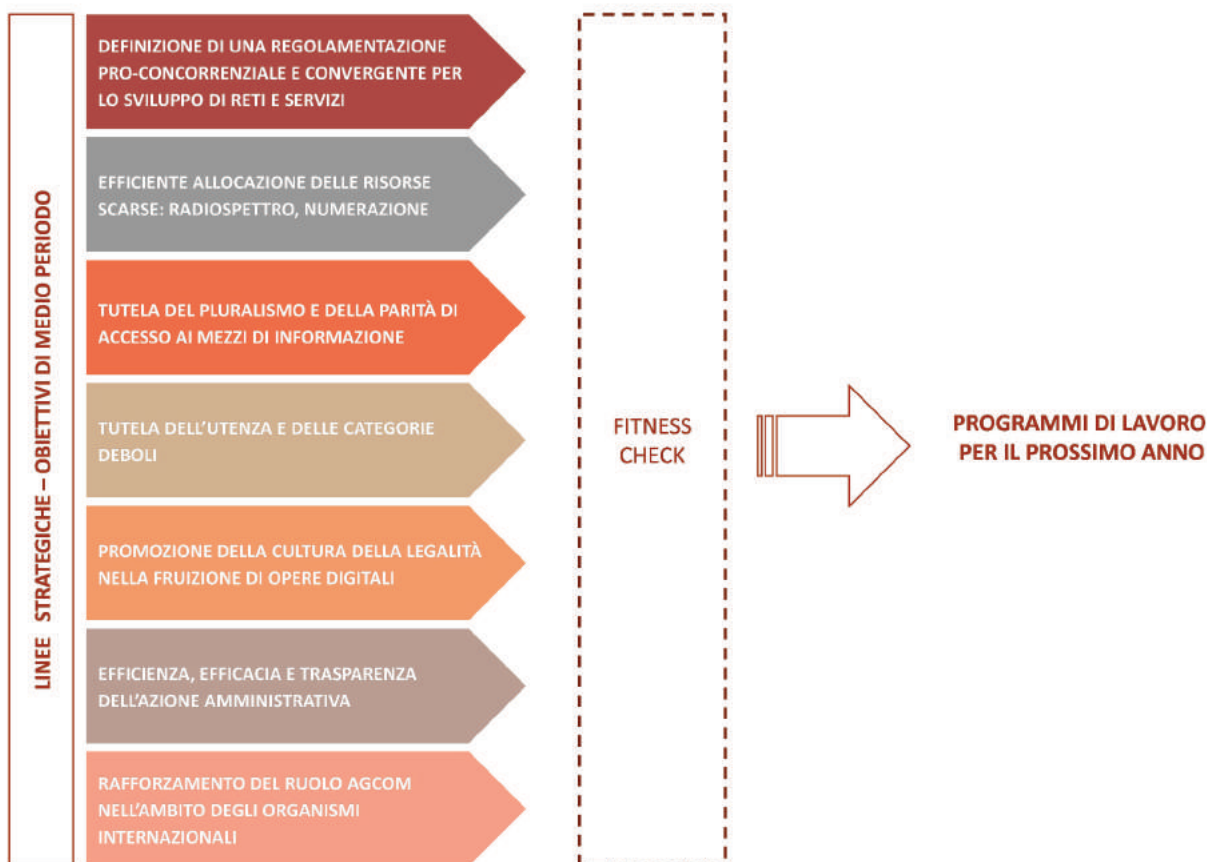 LINEE STRATEGICHE – OBIETTIVI DI MEDIO PERIODO
DEFINIZIONE DI UNA REGOLAMENTAZIONE
PRO-CONCORRENZIALE E CONVERGENTE PER
LO SVILUPPO DI RETI E SERVIZI
EFFICIENTE ALLOCAZIONE DELLE RISORSE
SCARSE: RADIOSPETTRO, NUMERAZIONE
TUTELA DEL PLURALISMO E DELLA PARITÀ DI
ACCESSO AI MEZZI DI INFORMAZIONE
TUTELA DELL'UTENZA E DELLE CATEGORIE
DEBOLI
PROMOZIONE DELLA CULTURA DELLA LEGALITÀ
NELLA FRUIZIONE DI OPERE DIGITALI
EFFICIENZA, EFFICACIA E TRASPARENZA
DELL'AZIONE AMMINISTRATIVA
RAFFORZAMENTO DEL RUOLO AGCOM
NELL'AMBITO DEGLI ORGANISMI
INTERNAZIONALI
FITNESS
CHECK
PROGRAMMI DI LAVORO
PER IL PROSSIMO ANNO